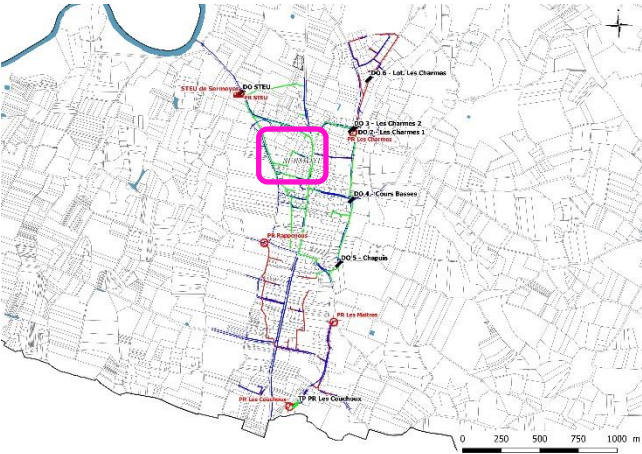 DO 6 - Lot. Les Charmes
STEU de Sermoyer
DO STEU
PR STEU
DO 3 - Les Charmes 2
DO 2 - Les Charmes 1
PR Les Charmes
DO 4 - Cours Basses
PR Rapponous
DO 5 - Chapuis
PR Les Maitres
PR Les Couchoux
TP PR Les Couchoux
0 250 500 750 1000 m